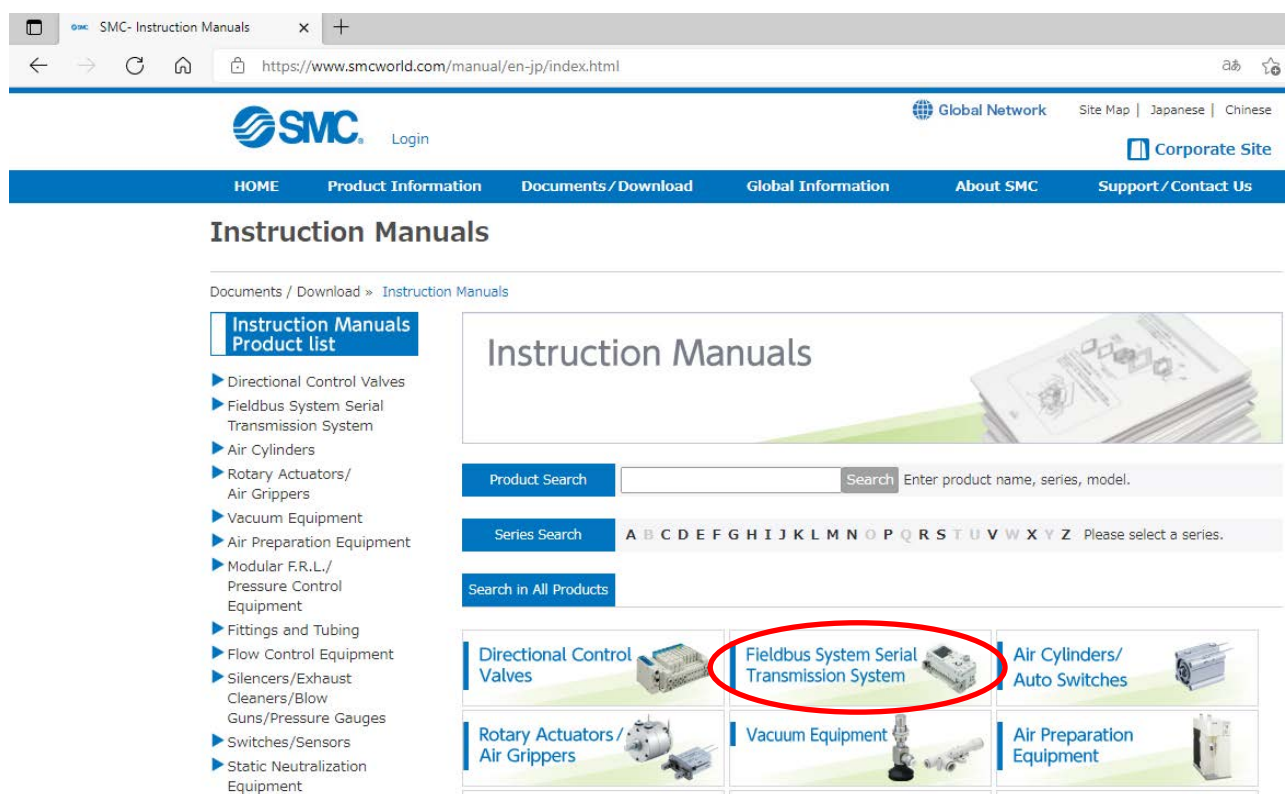 SMC SMC- Instruction Manuals
https://www.smcworld.com/manual/en-jp/index.html
aあ
SMC. Login
Global Network Site Map | Japanese | Chinese
Corporate Site
HOME Product Information Documents/Download Global Information About SMC Support/Contact Us
Instruction Manuals
Documents / Download » Instruction Manuals
Instruction Manuals
Product list
Directional Control Valves
Fieldbus System Serial
Transmission System
Air Cylinders
Rotary Actuators/
Air Grippers
Vacuum Equipment
Air Preparation Equipment
Modular F.R.L./
Pressure Control
Equipment
Fittings and Tubing
Flow Control Equipment
Silencers/Exhaust
Cleaners/Blow
Guns/Pressure Gauges
Switches/Sensors
Static Neutralization
Equipment
Instruction Manuals
Product Search Search Enter product name, series, model.
Series Search A B C D E F G H I J K L M N O P Q R S T U V W X Y Z Please select a series.
Search in All Products
Directional Control
Valves
Fieldbus System Serial
Transmission System
Air Cylinders/
Auto Switches
Rotary Actuators/
Air Grippers
Vacuum Equipment
Air Preparation
Equipment